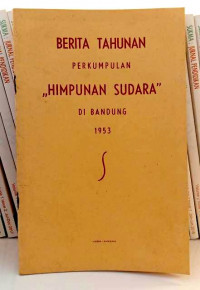 BERITA TAHUNAN
PERKUMPULAN
„HIMPUNAN SUDARA”
DI BANDUNG
1953